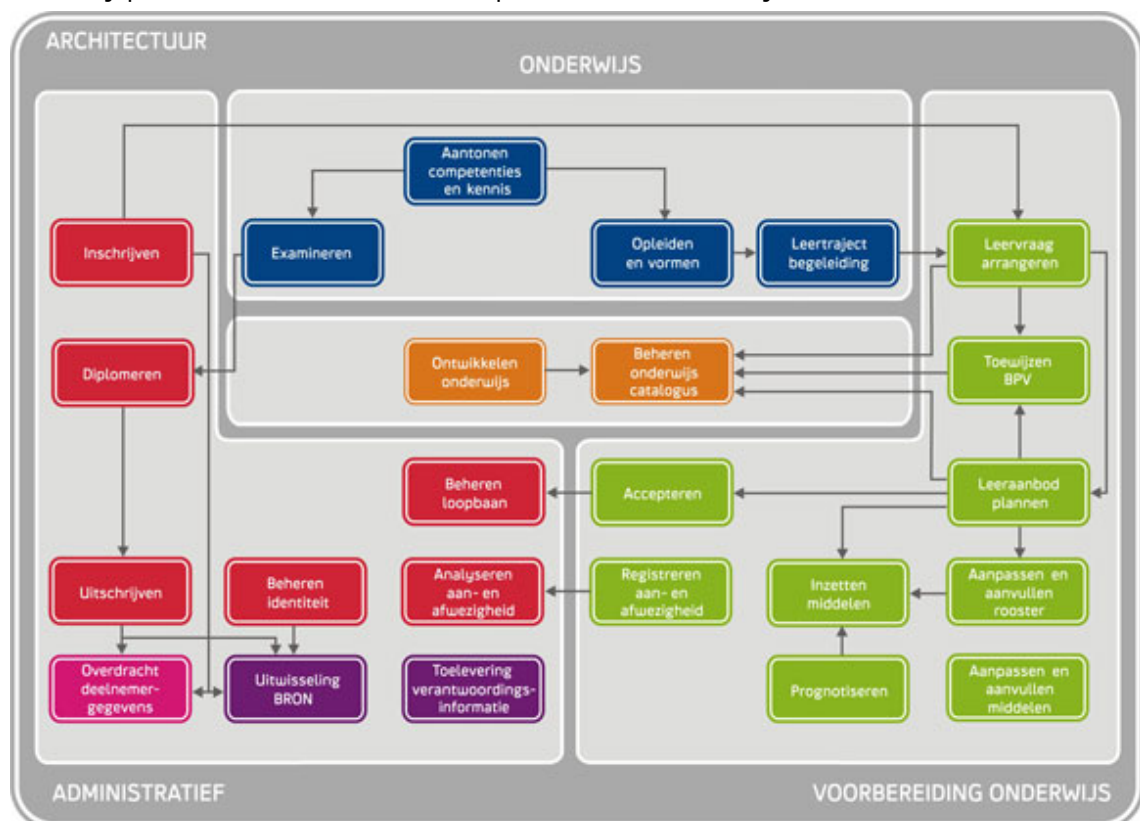 ARCHITECTUUR
ONDERWIJS
Aantonen
competenties
en kennis
Inschrijven
Examineren
Opleiden
en vormen
Leertraject
begeleiding
Leervraag
arrangeren
Diplomeren
Ontwikkelen
onderwijs
Beheren
onderwijs
catalogus
Toewijzen
BPV
Beheren
loopbaan
Accepteren
Leeraanbod
plannen
Uitschrijven
Beheren
identiteit
Analyseren
aan- en
afwezigheid
Registreren
aan- en
afwezigheid
Inzetten
middelen
Aanpassen en
aanvullen
rooster
Overdracht
deelnemer-
gegevens
Uitwisseling
BRON
Toelevering
verantwoordings-
informatie
Prognotiseren
Aanpassen en
aanvullen
middelen
ADMINISTRATIEF
VOORBEREIDING ONDERWIJS